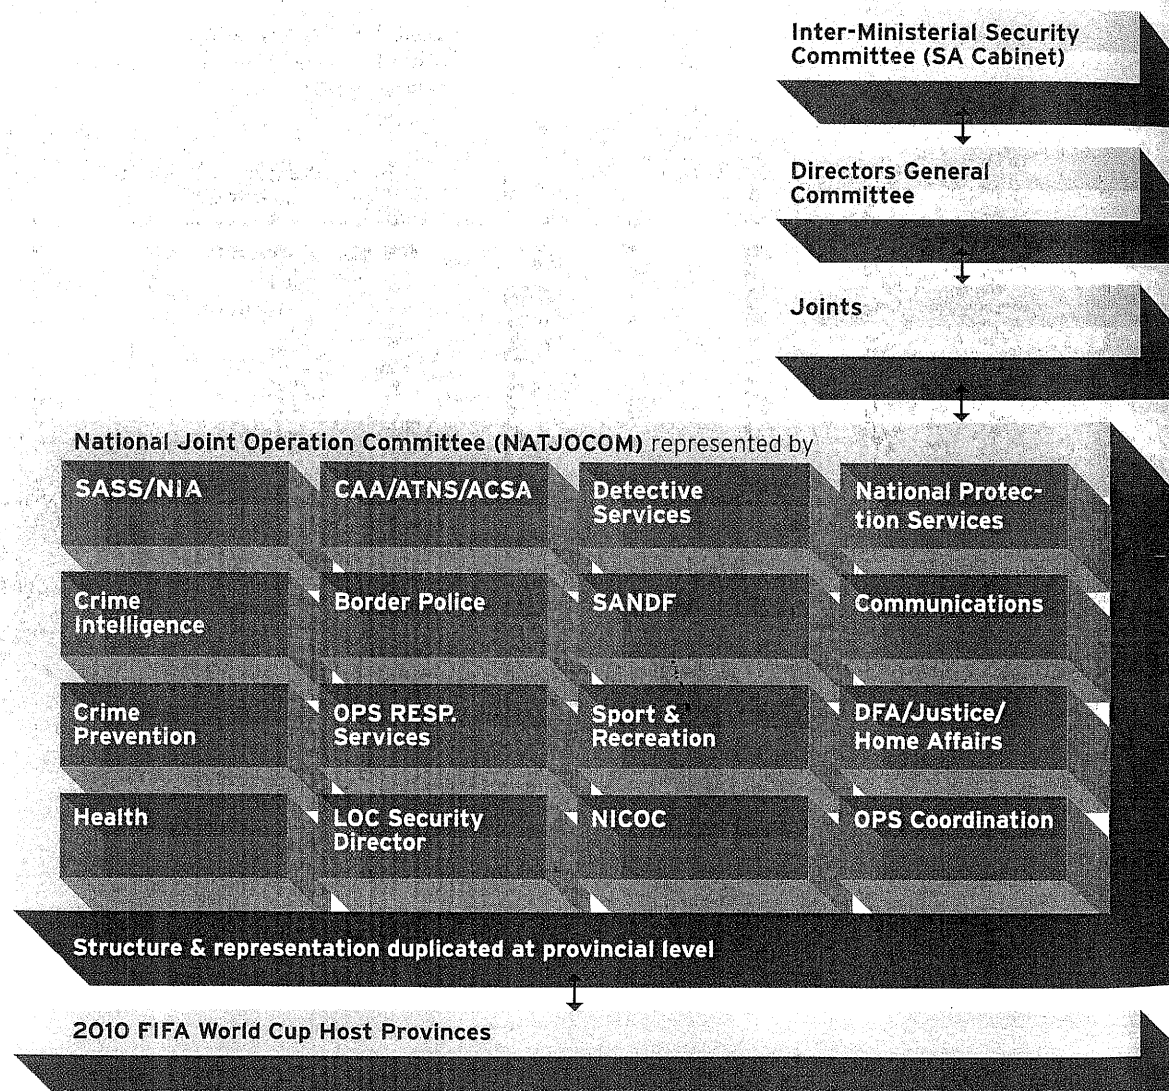 Inter-Ministerial Security
Committee (SA Cabinet)
Directors General
Committee
Joints
National Joint Operation Committee (NATJOCOM) represented by
SASS/NIA
CAA/ATNS/ACSA
Detective
Services
National Protec-
tion Services
Crime
Intelligence
Border Police
SANDF
Communications
Crime
Prevention
OPS RESP.
Services
Sport &
Recreation
DFA/Justice/
Home Affairs
Health
LOC Security
Director
NICOC
OPS Coordination
Structure & representation duplicated at provincial level
2010 FIFA World Cup Host Provinces